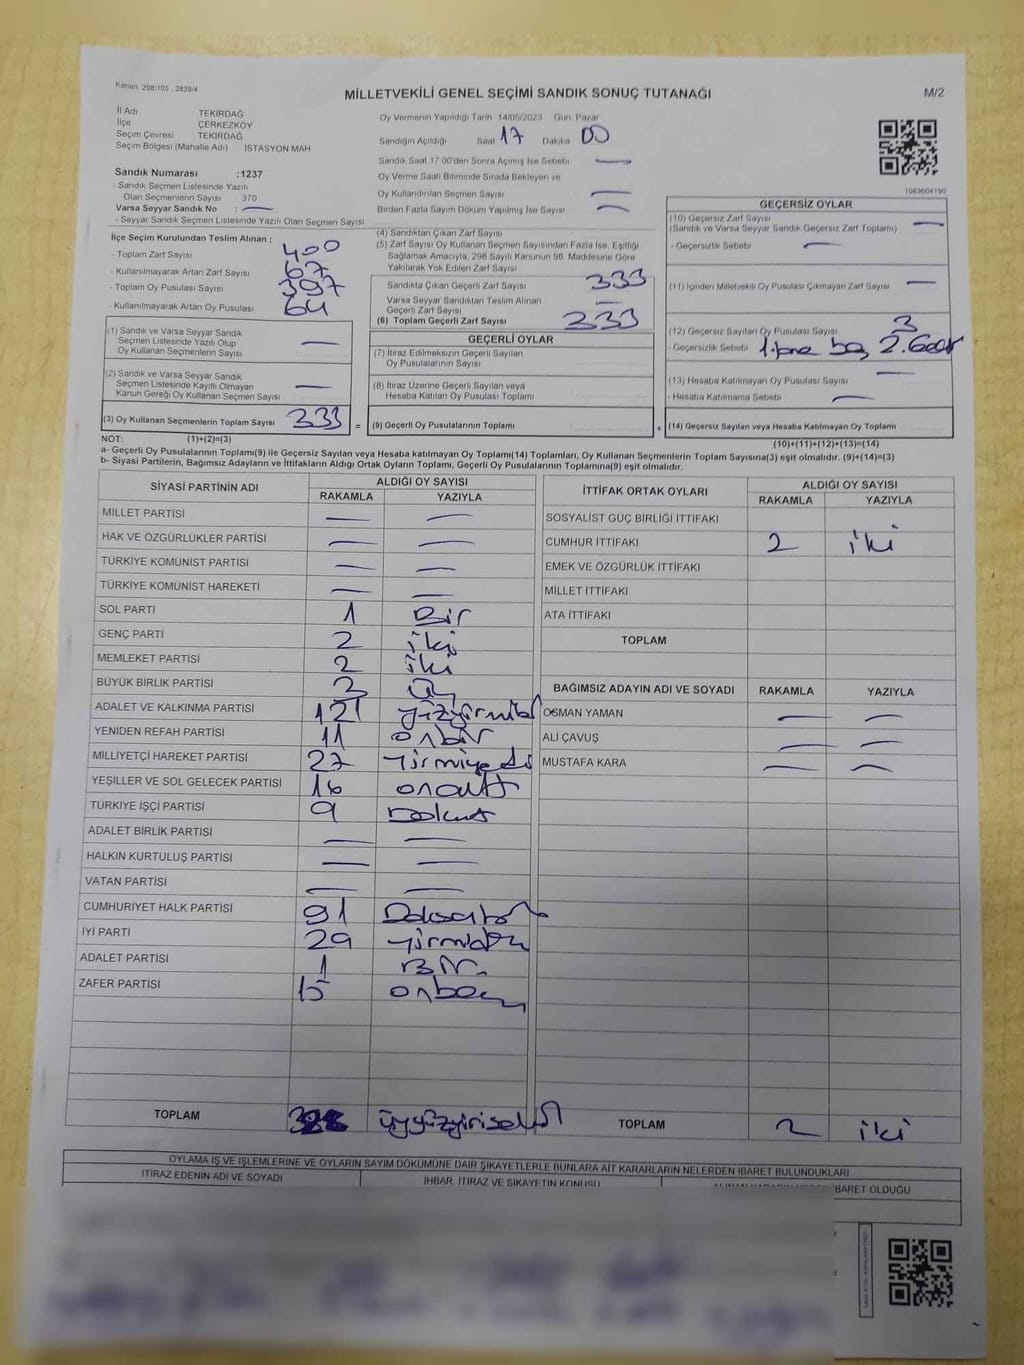 Kanun. 298/105 , 2839/4
MİLLETVEKİLİ GENEL SEÇİMİ SANDIK SONUÇ TUTANAĞI
M/2
İl Adı TEKİRDAĞ
İlçe ÇERKEZKÖY
Seçim Çevresi TEKİRDAĞ
Seçim Bölgesi (Mahalle Adı) İSTASYON MAH
Oy Vermenin Yapıldığı Tarih 14/05/2023 Gün: Pazar
Sandığın Açıldığı Saat 17 Dakika 00
Sandık Saat 17:00'den Sonra Açılmış İse Sebebi —
Oy Verme Saati Bitiminde Sırada Bekleyen ve
Oy Kullandırılan Seçmen Sayısı —
Birden Fazla Sayım Döküm Yapılmış İse Sayısı —
1083604190
Sandık Numarası :1237
- Sandık Seçmen Listesinde Yazılı
Olan Seçmenlerin Sayısı 370
Varsa Seyyar Sandık No : —
- Seyyar Sandık Seçmen Listesinde Yazılı Olan Seçmen Sayısı
İlçe Seçim Kurulundan Teslim Alınan ;
- Toplam Zarf Sayısı 400
- Kullanılmayarak Artan Zarf Sayısı 67
- Toplam Oy Pusulası Sayısı 397
- Kullanılmayarak Artan Oy Pusulası 64
(1) Sandık ve Varsa Seyyar Sandık
Seçmen Listesinde Yazılı Olup
Oy Kullanan Seçmenlerin Sayısı —
(2) Sandık ve Varsa Seyyar Sandık
Seçmen Listesinde Kayıtlı Olmayan
Kanun Gereği Oy Kullanan Seçmen Sayısı —
(3) Oy Kullanan Seçmenlerin Toplam Sayısı 333 =
(4) Sandıktan Çıkan Zarf Sayısı
(5) Zarf Sayısı Oy Kullanan Seçmen Sayısından Fazla İse, Eşitliği
Sağlamak Amacıyla, 298 Sayılı Kanunun 98. Maddesine Göre
Yakılarak Yok Edilen Zarf Sayısı
Sandıkta Çıkan Geçerli Zarf Sayısı 333
Varsa Seyyar Sandıktan Teslim Alınan
Geçerli Zarf Sayısı —
(6) Toplam Geçerli Zarf Sayısı 333
GEÇERLİ OYLAR
(7) İtiraz Edilmeksizin Geçerli Sayılan
Oy Pusulalarının Sayısı
(8) İtiraz Üzerine Geçerli Sayılan veya
Hesaba Katılan Oy Pusulası Toplamı
(9) Geçerli Oy Pusulalarının Toplamı +
GEÇERSİZ OYLAR
(10) Geçersiz Zarf Sayısı
(Sandık ve Varsa Seyyar Sandık Geçersiz Zarf Toplamı) —
- Geçersizlik Sebebi —
(11) İçinden Milletvekili Oy Pusulası Çıkmayan Zarf Sayısı —
(12) Geçersiz Sayılan Oy Pusulası Sayısı 3
- Geçersizlik Sebebi
(13) Hesaba Katılmayan Oy Pusulası Sayısı —
- Hesaba Katılmama Sebebi —
(14) Geçersiz Sayılan veya Hesaba Katılmayan Oy Toplamı
NOT: (1)+(2)=(3)
(10)+(11)+(12)+(13)=(14)
a- Geçerli Oy Pusulalarının Toplamı(9) ile Geçersiz Sayılan veya Hesaba katılmayan Oy Toplamı(14) Toplamları, Oy Kullanan Seçmenlerin Toplam Sayısına(3) eşit olmalıdır. (9)+(14)=(3)
b- Siyasi Partilerin, Bağımsız Adayların ve İttifakların Aldığı Ortak Oyların Toplamı, Geçerli Oy Pusulalarının Toplamına(9) eşit olmalıdır.
SİYASİ PARTİNİN ADI
ALDIĞI OY SAYISI
RAKAMLA YAZIYLA
MİLLET PARTİSİ — —
HAK VE ÖZGÜRLÜKLER PARTİSİ — —
TÜRKİYE KOMÜNİST PARTİSİ — —
TÜRKİYE KOMÜNİST HAREKETİ — —
SOL PARTİ 1 Bir
GENÇ PARTİ 2 iki
MEMLEKET PARTİSİ 2 iki
BÜYÜK BİRLİK PARTİSİ 3 Üç
ADALET VE KALKINMA PARTİSİ 121
YENİDEN REFAH PARTİSİ 11 onbir
MİLLİYETÇİ HAREKET PARTİSİ 27 Yirmiyedi
YEŞİLLER VE SOL GELECEK PARTİSİ 16 onaltı
TÜRKİYE İŞÇİ PARTİSİ 9 Dokuz
ADALET BİRLİK PARTİSİ — —
HALKIN KURTULUŞ PARTİSİ — —
VATAN PARTİSİ — —
CUMHURİYET HALK PARTİSİ 91
İYİ PARTİ 29
ADALET PARTİSİ 1 Bir
ZAFER PARTİSİ 15 onbeş
TOPLAM
İTTİFAK ORTAK OYLARI
ALDIĞI OY SAYISI
RAKAMLA YAZIYLA
SOSYALİST GÜÇ BİRLİĞİ İTTİFAKI
CUMHUR İTTİFAKI 2 iki
EMEK VE ÖZGÜRLÜK İTTİFAKI
MİLLET İTTİFAKI
ATA İTTİFAKI
TOPLAM
BAĞIMSIZ ADAYIN ADI VE SOYADI RAKAMLA YAZIYLA
OSMAN YAMAN — —
ALİ ÇAVUŞ — —
MUSTAFA KARA — —
TOPLAM 2 iki
OYLAMA İŞ VE İŞLEMLERİNE VE OYLARIN SAYIM DÖKÜMÜNE DAİR ŞİKAYETLERLE BUNLARA AİT KARARLARIN NELERDEN İBARET BULUNDUKLARI
İTİRAZ EDENİN ADI VE SOYADI
İHBAR, İTİRAZ VE ŞİKAYETİN KONUSU
İBARET OLDUĞU